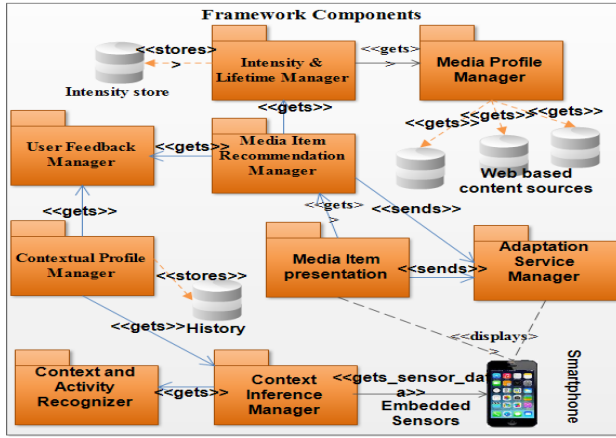 Framework Components
<<stores>
>
Intensity store
Intensity &
Lifetime Manager
<<gets>
>
Media Profile
Manager
<<gets>>
<<gets>>
<<gets>>
<<gets>>
Web based
content sources
User Feedback
Manager
<<gets>>
Media Item
Recommendation
Manager
<<gets>>
<<gets>
>
<<sends>>
Contextual Profile
Manager
<<stores>>
History
Media Item
presentation
<<sends>>
Adaptation
Service
Manager
<<gets>>
<<displays>
>
Smartphone
Context and
Activity
Recognizer
<<gets>>
Context
Inference
Manager
<<gets_sensor_dat
a>>
Embedded
Sensors